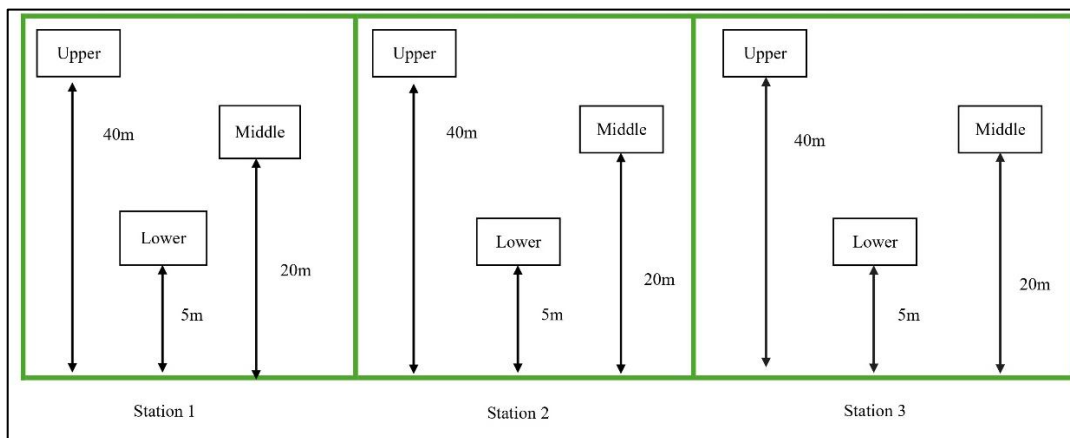 Upper
40m
Middle
Lower
20m
5m
Station 1
Upper
40m
Middle
Lower
20m
5m
Station 2
Upper
40m
Middle
Lower
20m
5m
Station 3